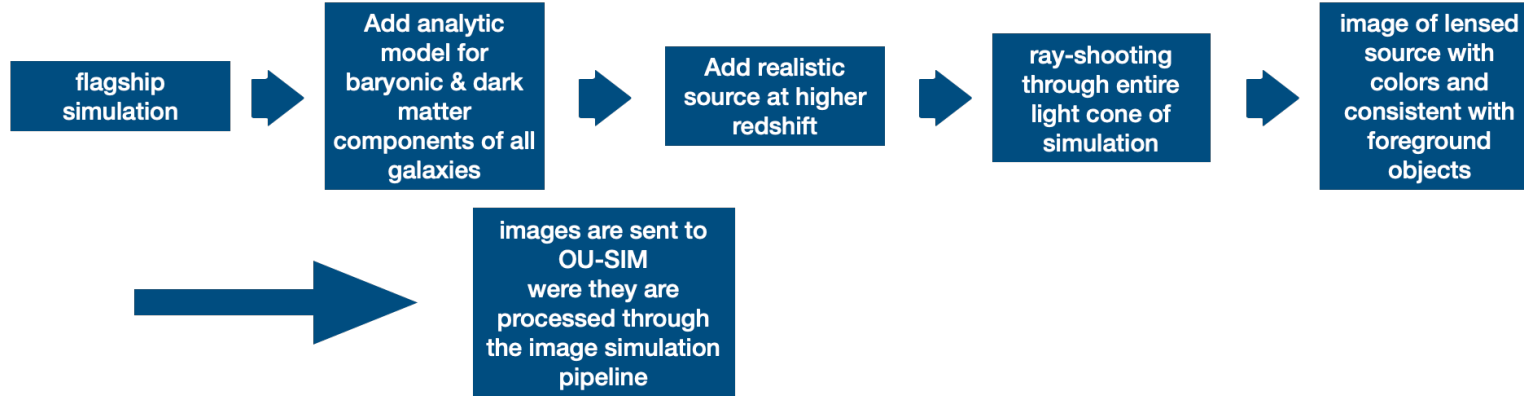 flagship
simulation
Add analytic
model for
baryonic & dark
matter
components of all
galaxies
Add realistic
source at higher
redshift
ray-shooting
through entire
light cone of
simulation
image of lensed
source with
colors and
consistent with
foreground
objects
images are sent to
OU-SIM
were they are
processed through
the image simulation
pipeline